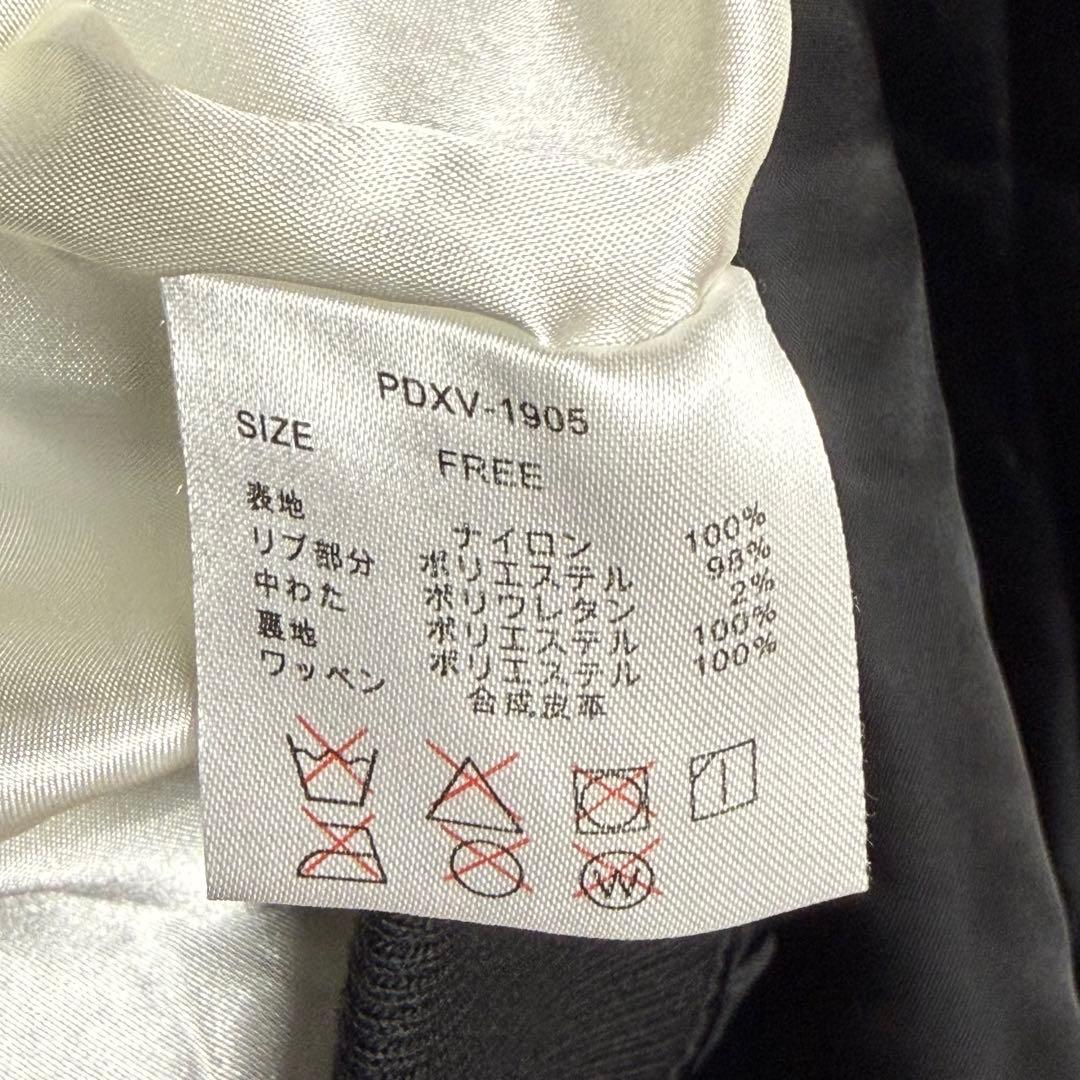 PDXV-1905
SIZE FREE
表地 ナイロン 100%
リブ部分 ポリエステル 98%
ポリウレタン 2%
中わた ポリエステル 100%
裏地 ポリエステル 100%
ワッペン 合成皮革
W